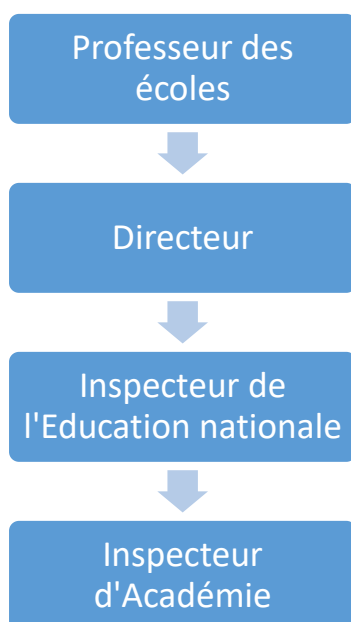 Professeur des
écoles
Directeur
Inspecteur de
l'Education nationale
Inspecteur
d'Académie